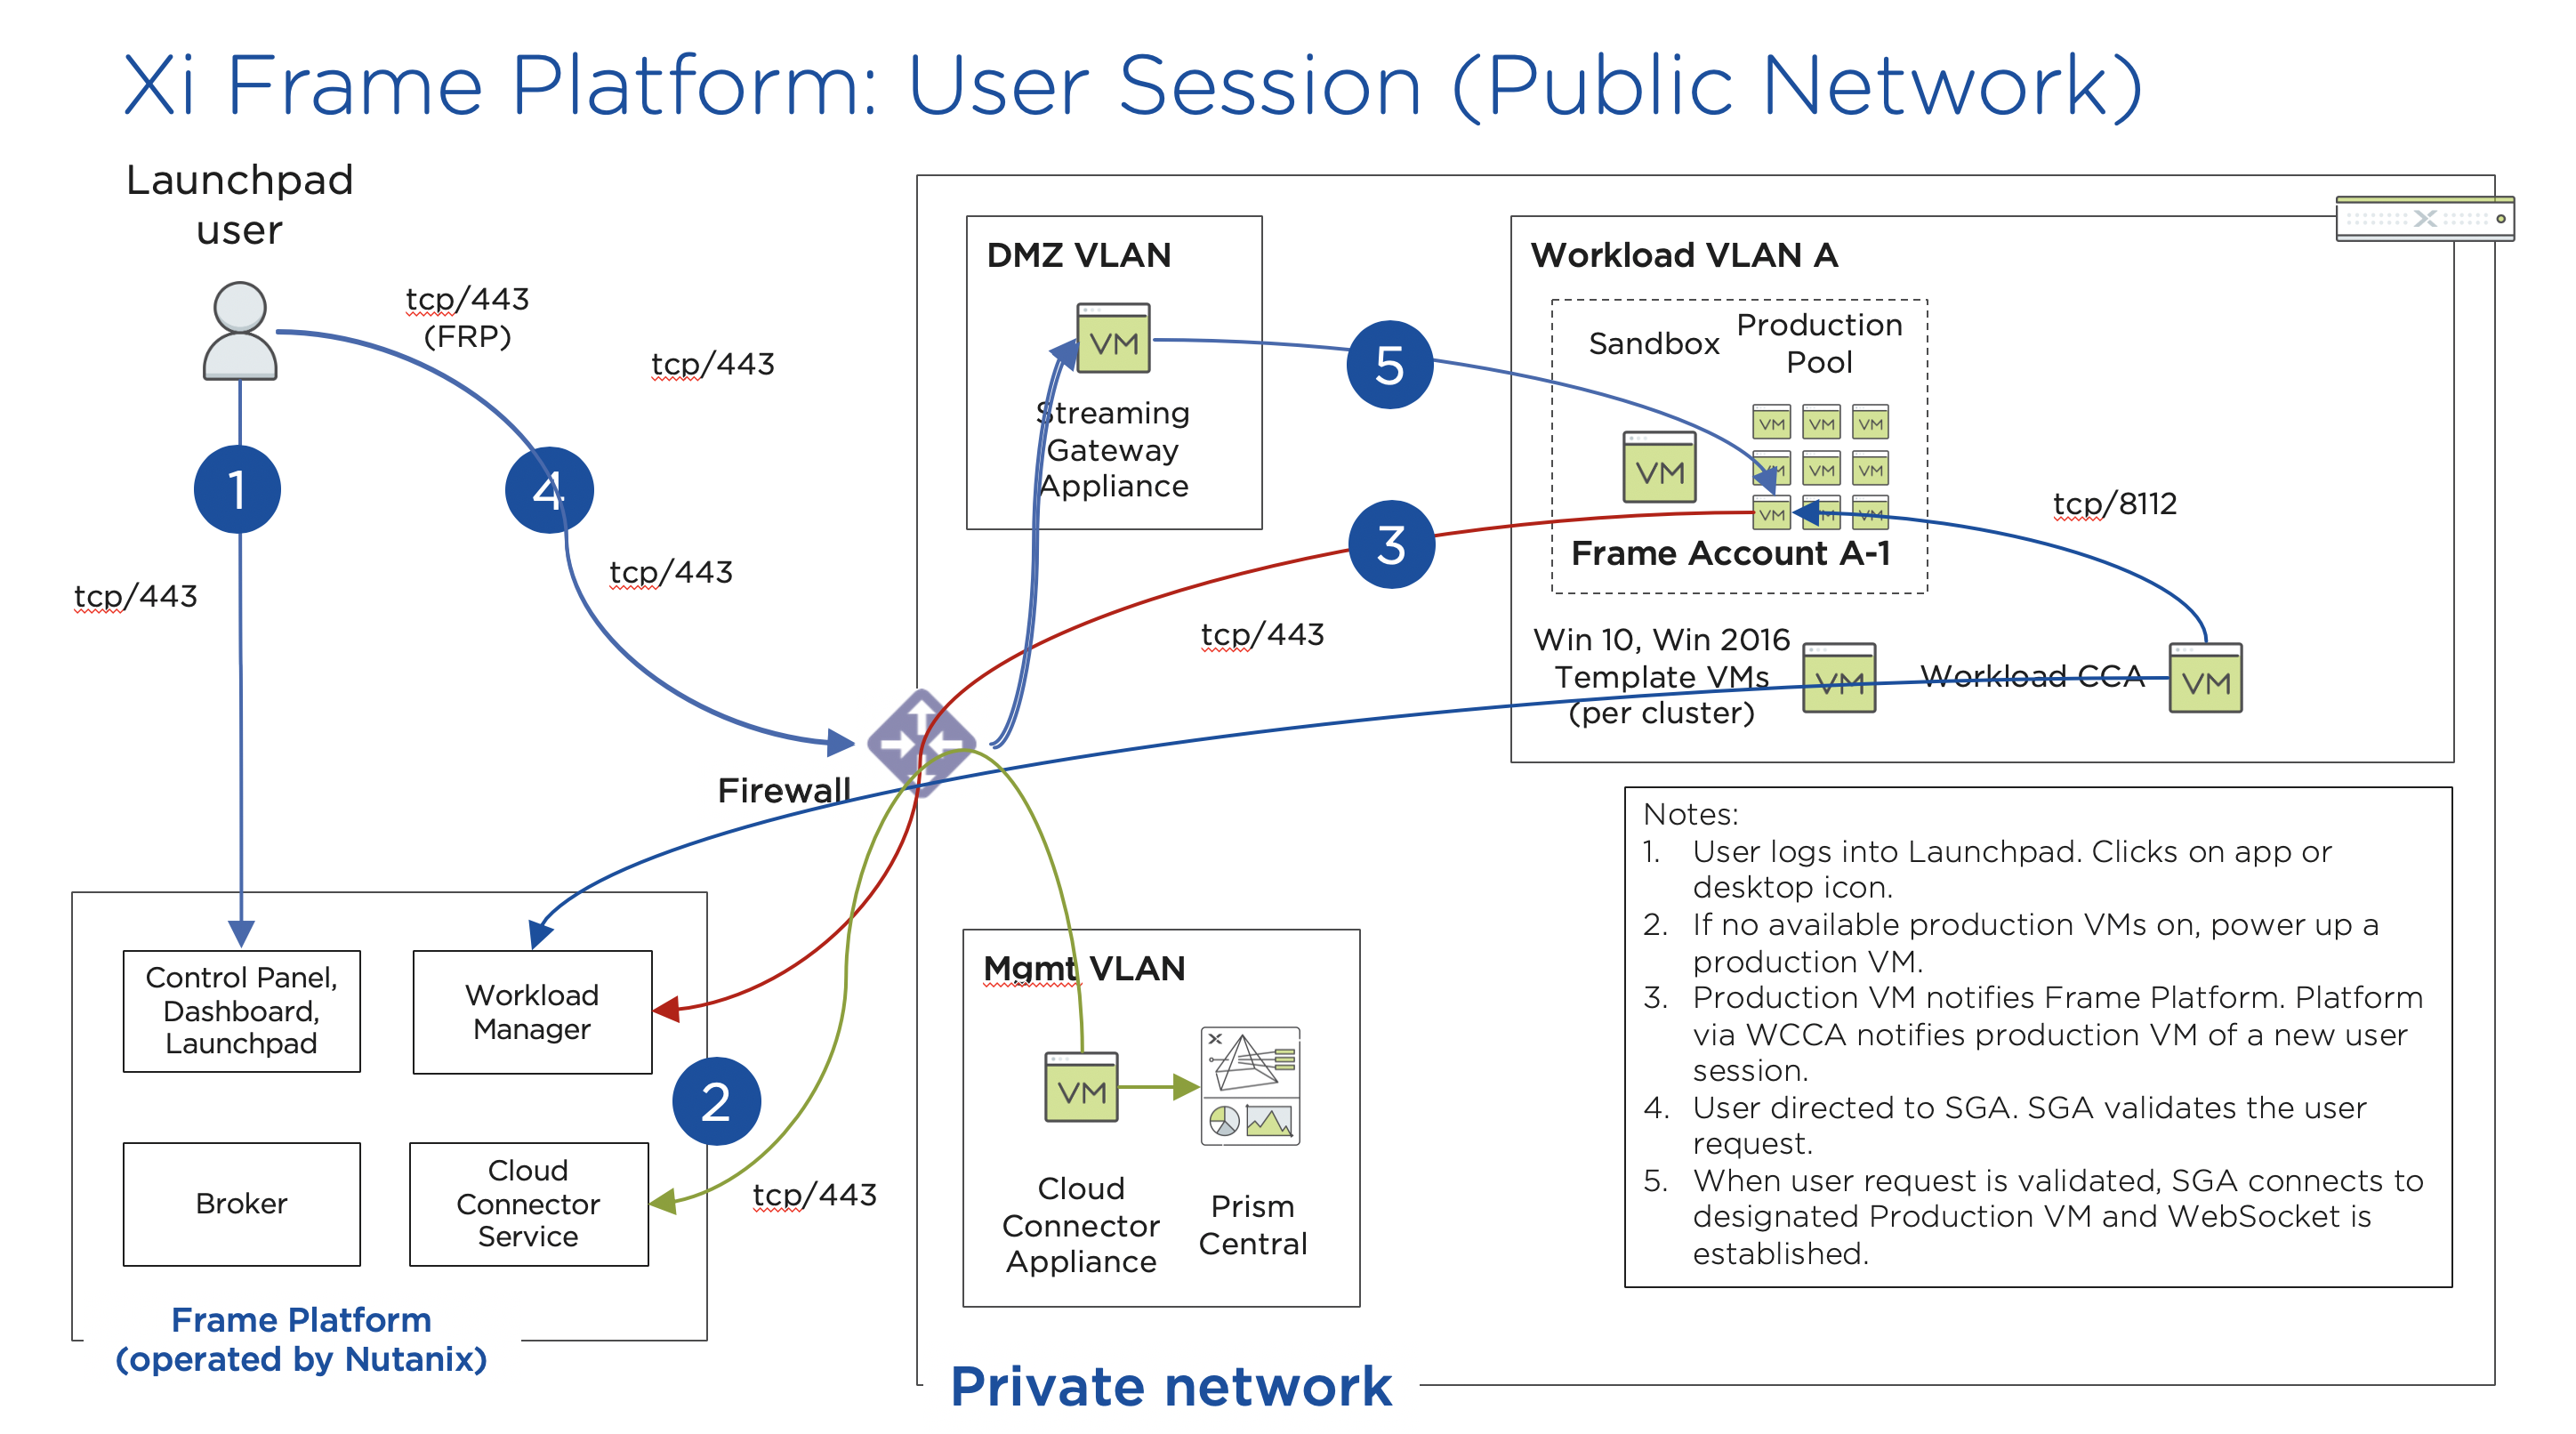 Xi Frame Platform: User Session (Public Network)
Launchpad
user
tcp/443
(FRP)
tcp/443
1
4
tcp/443
tcp/443
Firewall
DMZ VLAN
VM
Streaming
Gateway
Appliance
5
3
tcp/443
X
Workload VLAN A
Sandbox
Production
Pool
VM
VM VM VM
VM VM VM
VM VM VM
Frame Account A-1
tcp/8112
Win 10, Win 2016
Template VMs
(per cluster)
VM
Workload CCA
VM
Control Panel,
Dashboard,
Launchpad
Workload
Manager
Broker
Cloud
Connector
Service
2
tcp/443
Frame Platform
(operated by Nutanix)
Mgmt VLAN
VM
Cloud
Connector
Appliance
X
Prism
Central
Notes:
1. User logs into Launchpad. Clicks on app or
desktop icon.
2. If no available production VMs on, power up a
production VM.
3. Production VM notifies Frame Platform. Platform
via WCCA notifies production VM of a new user
session.
4. User directed to SGA. SGA validates the user
request.
5. When user request is validated, SGA connects to
designated Production VM and WebSocket is
established.
Private network